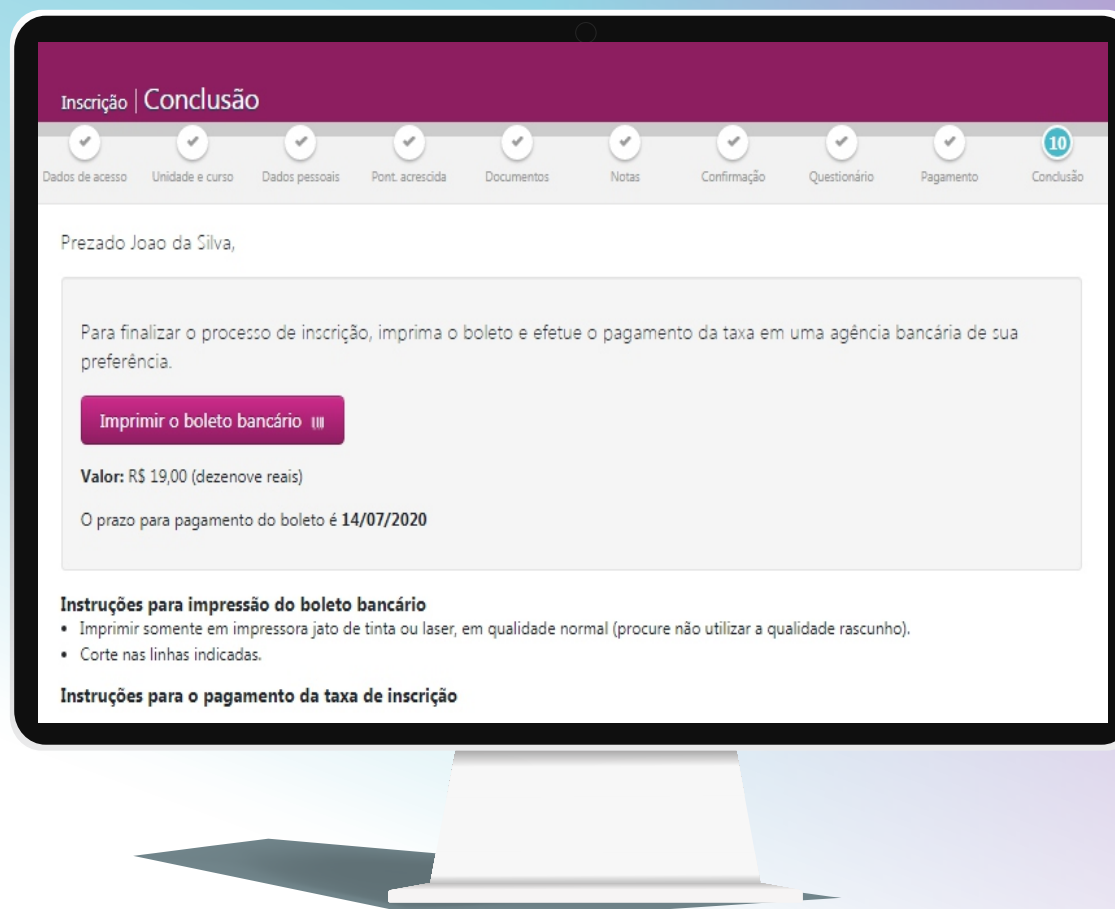 Inscrição | Conclusão
10
Dados de acesso Unidade e curso Dados pessoais Pont. acrescida Documentos Notas Confirmação Questionário Pagamento Conclusão
Prezado Joao da Silva,
Para finalizar o processo de inscrição, imprima o boleto e efetue o pagamento da taxa em uma agência bancária de sua
preferência.
Imprimir o boleto bancário
Valor: R$ 19,00 (dezenove reais)
O prazo para pagamento do boleto é 14/07/2020
Instruções para impressão do boleto bancário
• Imprimir somente em impressora jato de tinta ou laser, em qualidade normal (procure não utilizar a qualidade rascunho).
• Corte nas linhas indicadas.
Instruções para o pagamento da taxa de inscrição